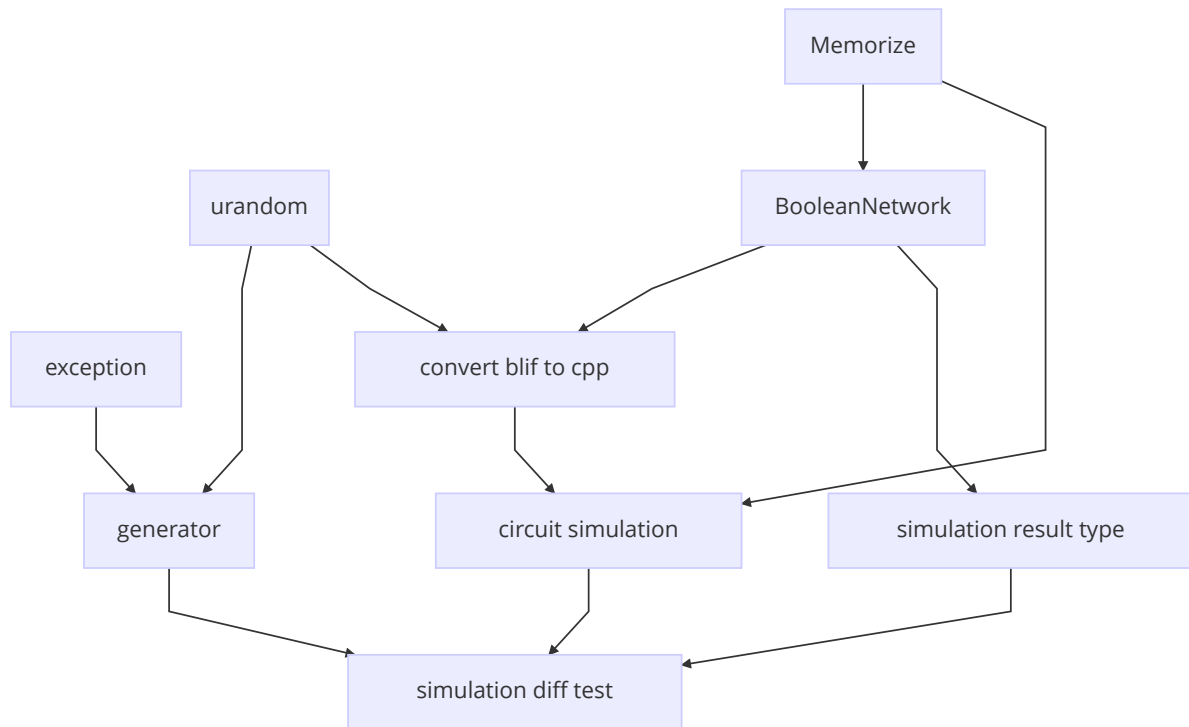 Memorize
urandom
BooleanNetwork
exception
convert blif to cpp
generator
circuit simulation
simulation result type
simulation diff test